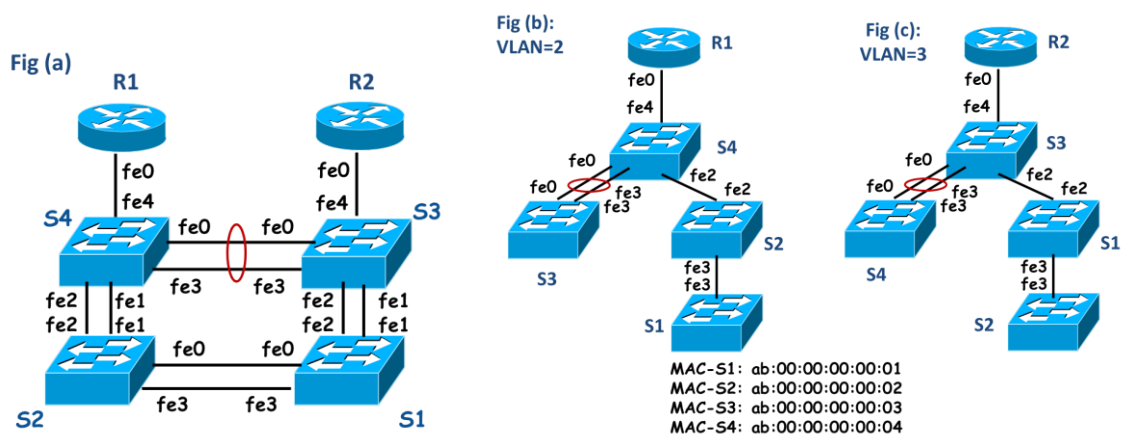 Fig (a)
R1
R2
fe0
fe0
fe4
fe4
S4
S3
fe0
fe0
fe3
fe3
fe2
fe1
fe2
fe1
fe2
fe1
fe2
fe1
fe0
fe0
fe3
fe3
S2
S1
Fig (b):
VLAN=2
R1
fe0
fe4
S4
fe0
fe2
fe0
fe3
fe2
fe3
S2
S3
fe3
fe3
S1
Fig (c):
VLAN=3
R2
fe0
fe4
S3
fe0
fe2
fe0
fe3
fe2
fe3
S1
S4
fe3
fe3
S2
MAC-S1: ab:00:00:00:00:01
MAC-S2: ab:00:00:00:00:02
MAC-S3: ab:00:00:00:00:03
MAC-S4: ab:00:00:00:00:04